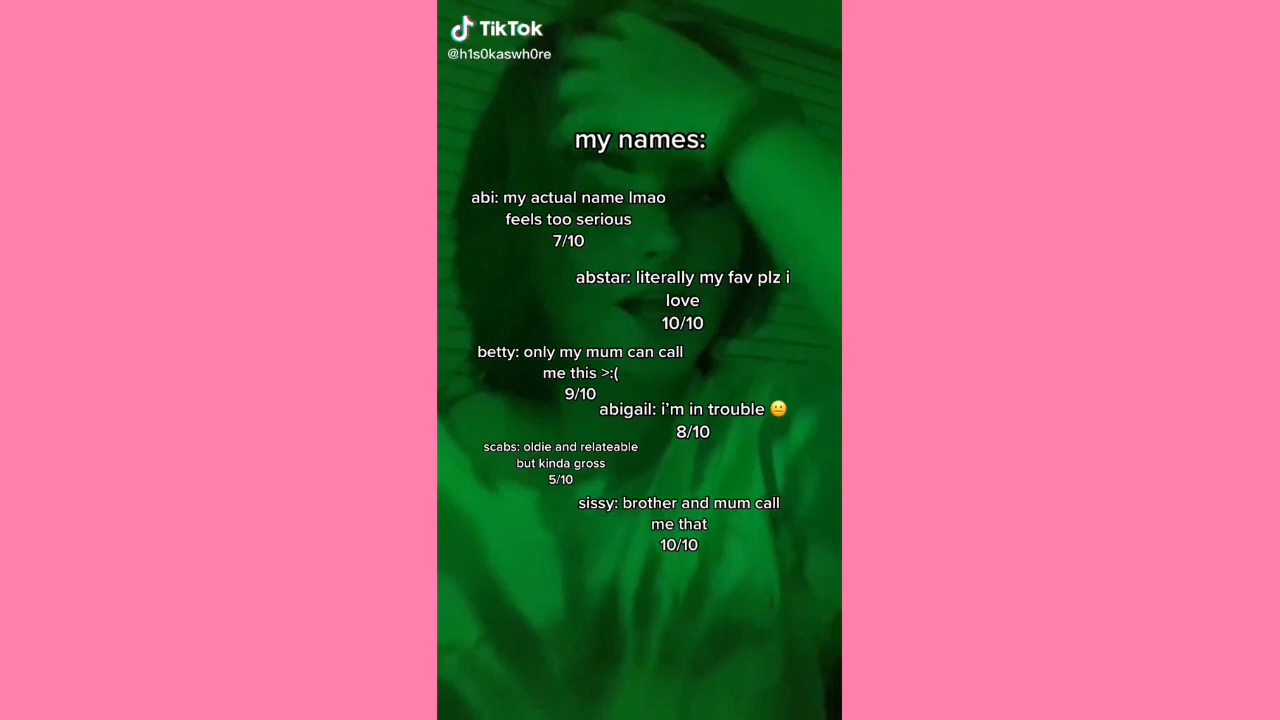 TikTok
@h1s0kaswh0re
my names:
abi: my actual name lmao
feels too serious
7/10
abstar: literally my fav plz i
love
10/10
betty: only my mum can call
me this >:(
9/10
abigail: i’m in trouble 😐
8/10
scabs: oldie and relateable
but kinda gross
5/10
sissy: brother and mum call
me that
10/10